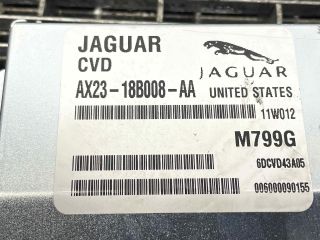 JAGUAR
CVD
JAGUAR
AX23-18B008-AA
UNITED STATES
11W012
M799G
6DCVD43A05
006000090155